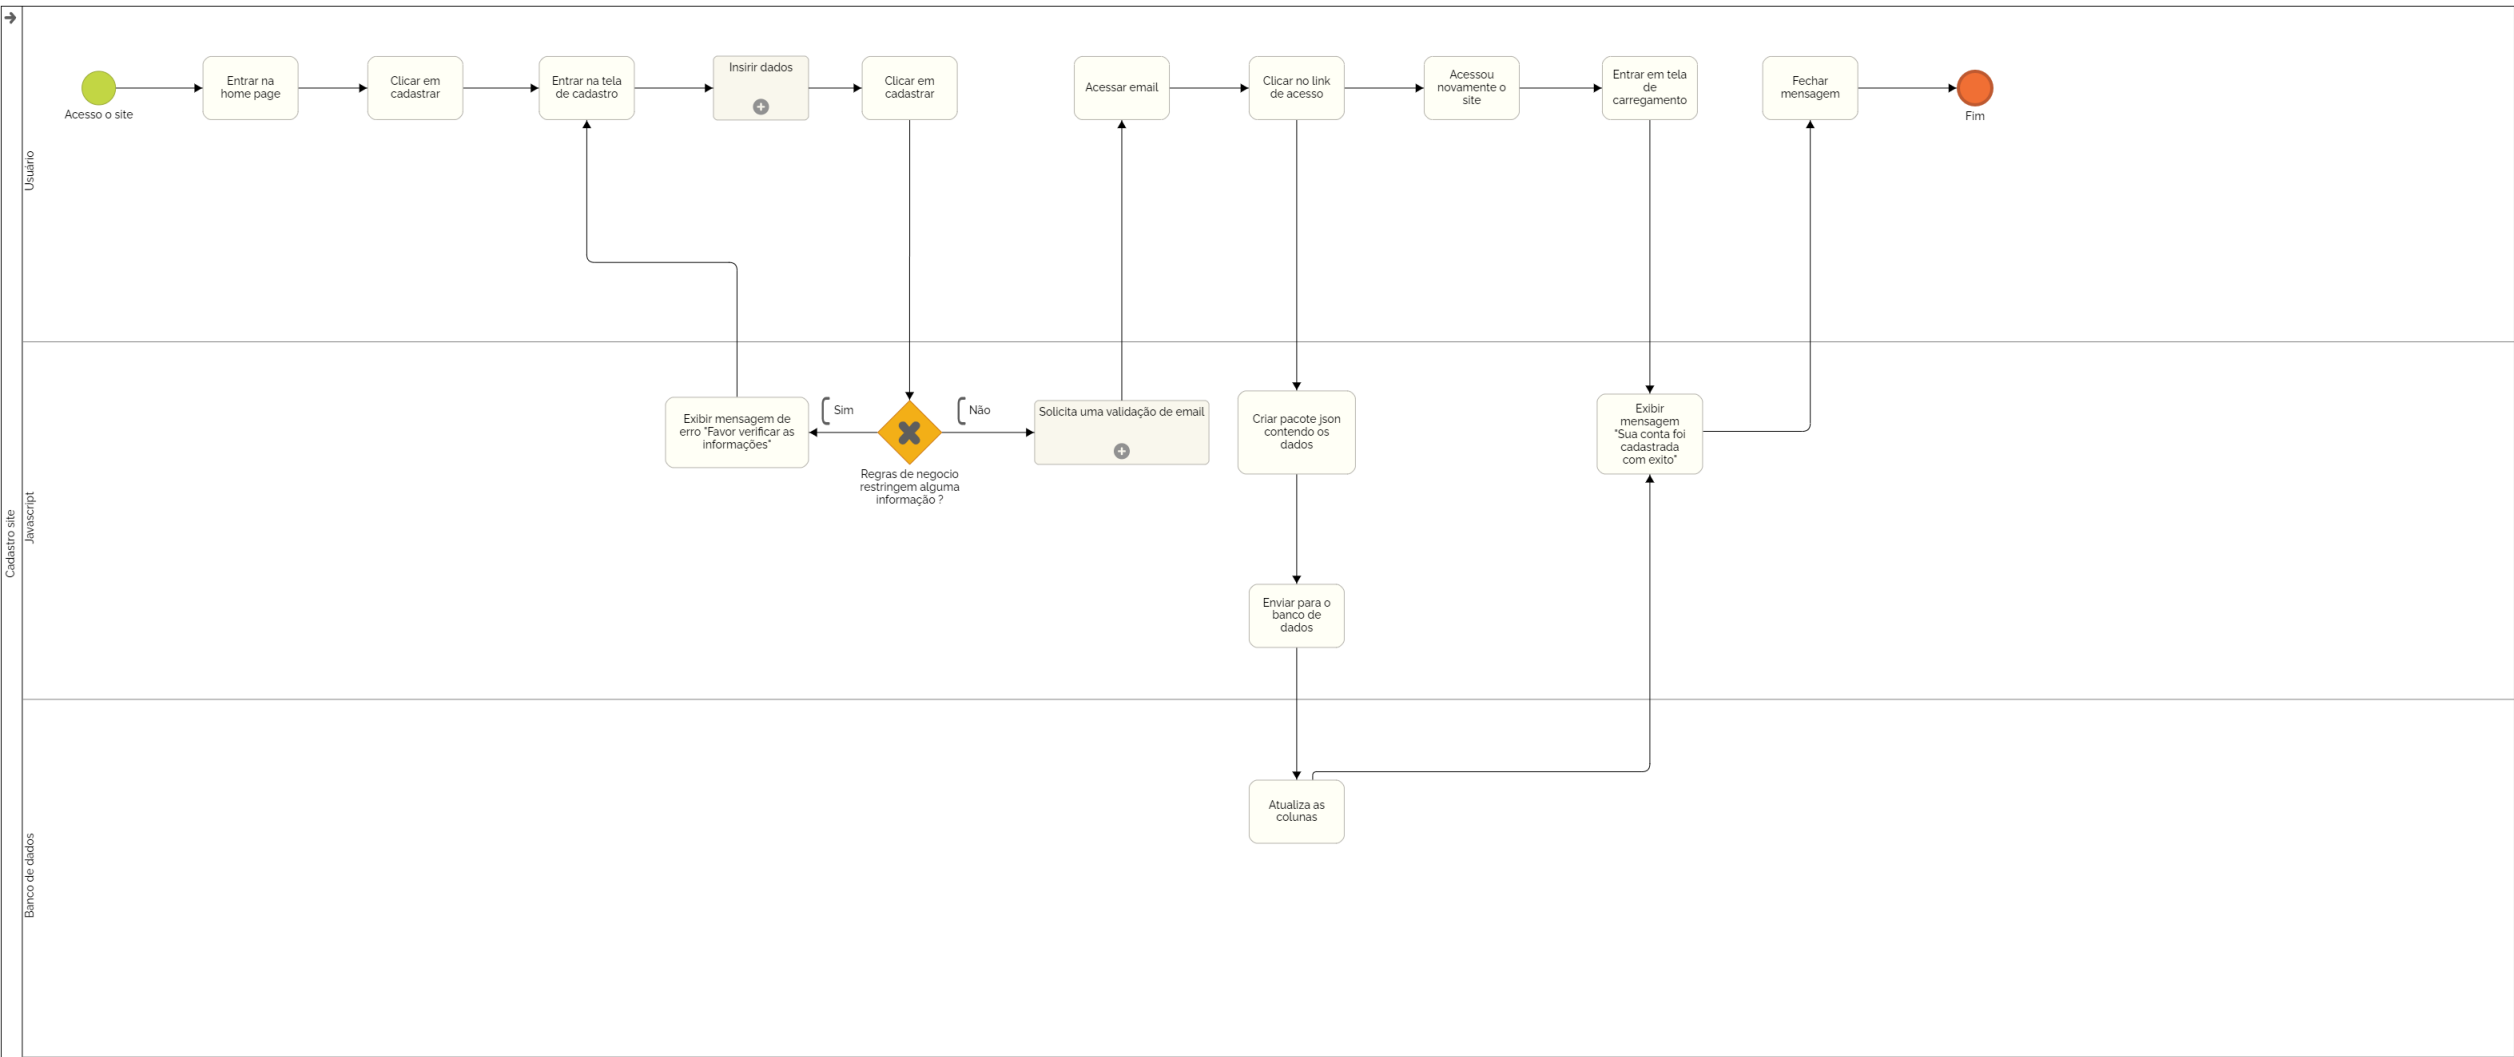 Cadastro site
Usuário
Acesso o site
Entrar na
home page
Clicar em
cadastrar
Entrar na tela
de cadastro
Insirir dados
Clicar em
cadastrar
Acessar email
Clicar no link
de acesso
Acessou
novamente o
site
Entrar em tela
de
carregamento
Fechar
mensagem
Fim
Javascript
Exibir mensagem de
erro "Favor verificar as
informações"
Sim
Não
Regras de negocio
restringem alguma
informação ?
Solicita uma validação de email
Criar pacote json
contendo os
dados
Exibir
mensagem
"Sua conta foi
cadastrada
com exito"
Enviar para o
banco de
dados
Banco de dados
Atualiza as
colunas